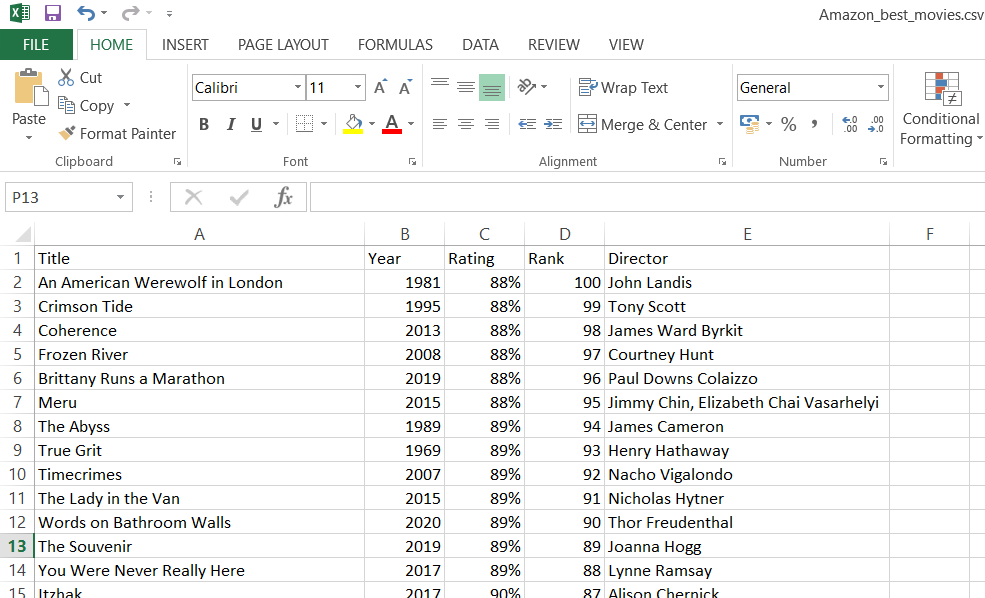 Amazon_best_movies.csv
FILE HOME INSERT PAGE LAYOUT FORMULAS DATA REVIEW VIEW
Paste
Cut
Copy
Format Painter
Clipboard
Calibri 11 A A
B I U A
Font
Wrap Text
Merge & Center
Alignment
General
% , .00 .0 .00
Number
Conditional
Formatting
P13 fx
A B C D E F
1 Title Year Rating Rank Director
2 An American Werewolf in London 1981 88% 100 John Landis
3 Crimson Tide 1995 88% 99 Tony Scott
4 Coherence 2013 88% 98 James Ward Byrkit
5 Frozen River 2008 88% 97 Courtney Hunt
6 Brittany Runs a Marathon 2019 88% 96 Paul Downs Colaizzo
7 Meru 2015 88% 95 Jimmy Chin, Elizabeth Chai Vasarhelyi
8 The Abyss 1989 89% 94 James Cameron
9 True Grit 1969 89% 93 Henry Hathaway
10 Timecrimes 2007 89% 92 Nacho Vigalondo
11 The Lady in the Van 2015 89% 91 Nicholas Hytner
12 Words on Bathroom Walls 2020 89% 90 Thor Freudenthal
13 The Souvenir 2019 89% 89 Joanna Hogg
14 You Were Never Really Here 2017 89% 88 Lynne Ramsay
15 Itzhak 2017 90% 87 Alison Chernick